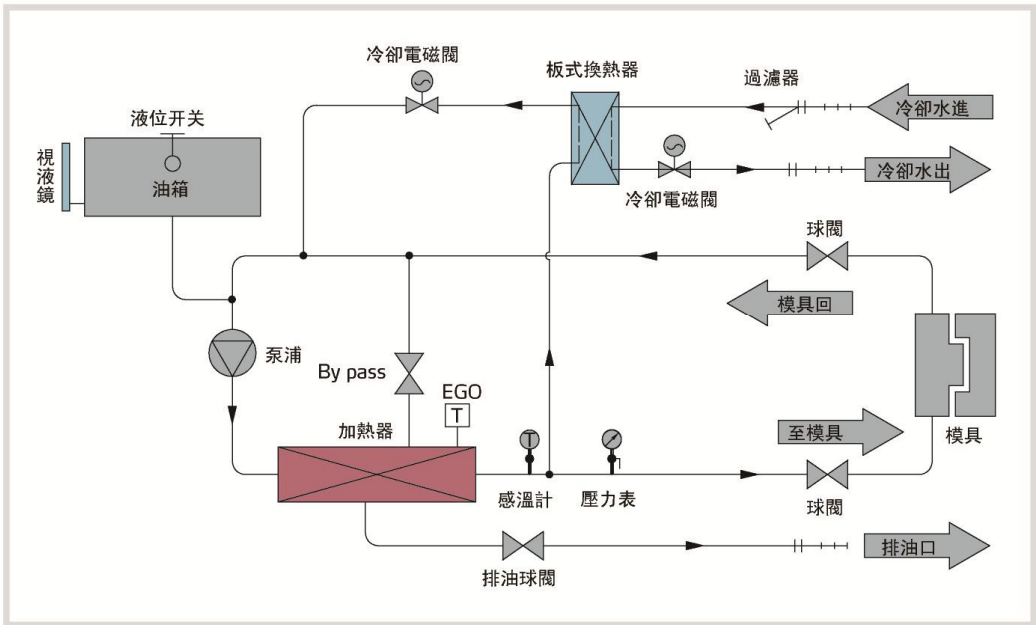 冷卻電磁閥
板式換熱器
過濾器
冷卻水進
液位开关
視液鏡
油箱
冷卻水出
冷卻電磁閥
球閥
模具回
泵浦
By pass
EGO
T
加熱器
T
至模具
模具
感溫計
壓力表
球閥
排油口
排油球閥